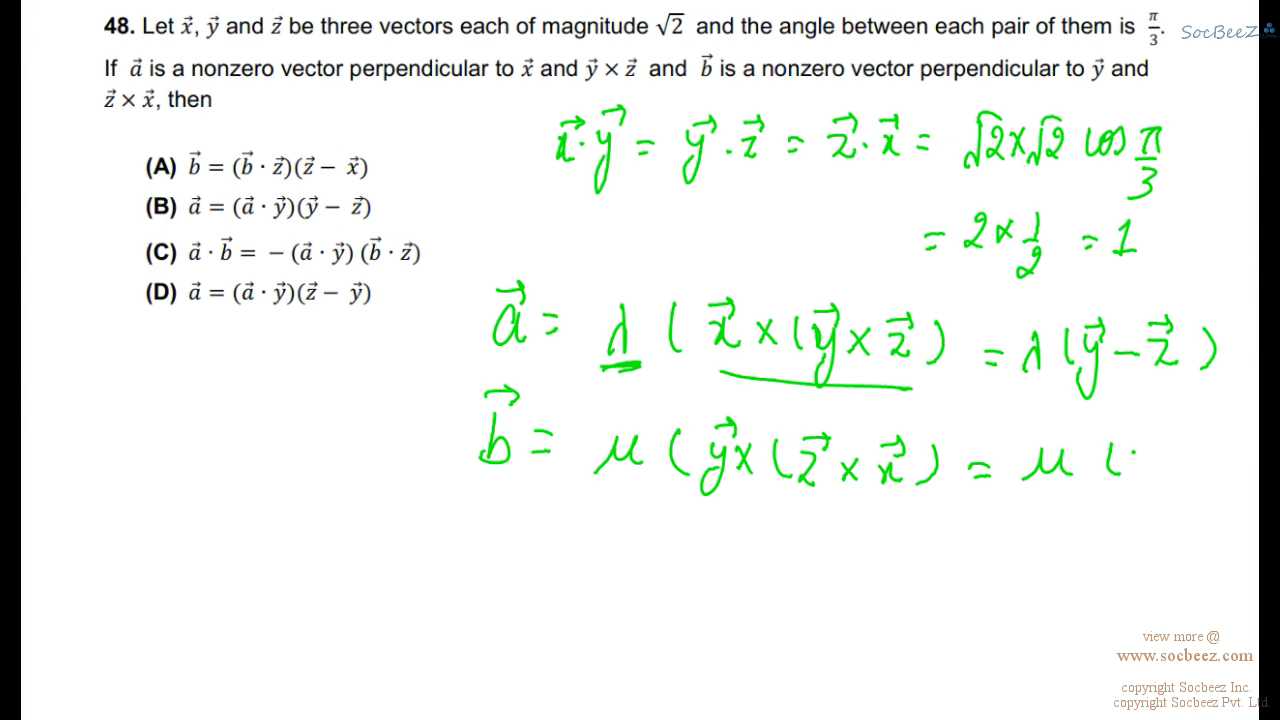 48. Let x⃗, y⃗ and z⃗ be three vectors each of magnitude √2 and the angle between each pair of them is π/3. SocBeeZ
If a⃗ is a nonzero vector perpendicular to x⃗ and y⃗ × z⃗ and b⃗ is a nonzero vector perpendicular to y⃗ and
z⃗ × x⃗, then
x⃗·y⃗ = y⃗·z⃗ = z⃗·x⃗ = √2×√2 cos π/3
= 2×1/2 = 1
(A) b⃗ = (b⃗ · z⃗)(z⃗ − x⃗)
(B) a⃗ = (a⃗ · y⃗)(y⃗ − z⃗)
(C) a⃗ · b⃗ = − (a⃗ · y⃗) (b⃗ · z⃗)
(D) a⃗ = (a⃗ · y⃗)(z⃗ − y⃗)
a⃗ = λ (x⃗ × (y⃗ × z⃗) = λ(y⃗ − z⃗)
b⃗ = μ (y⃗ × (z⃗ × x⃗) = μ (
view more @
www.socbeez.com
copyright Socbeez Inc.
copyright Socbeez Pvt. Ltd.